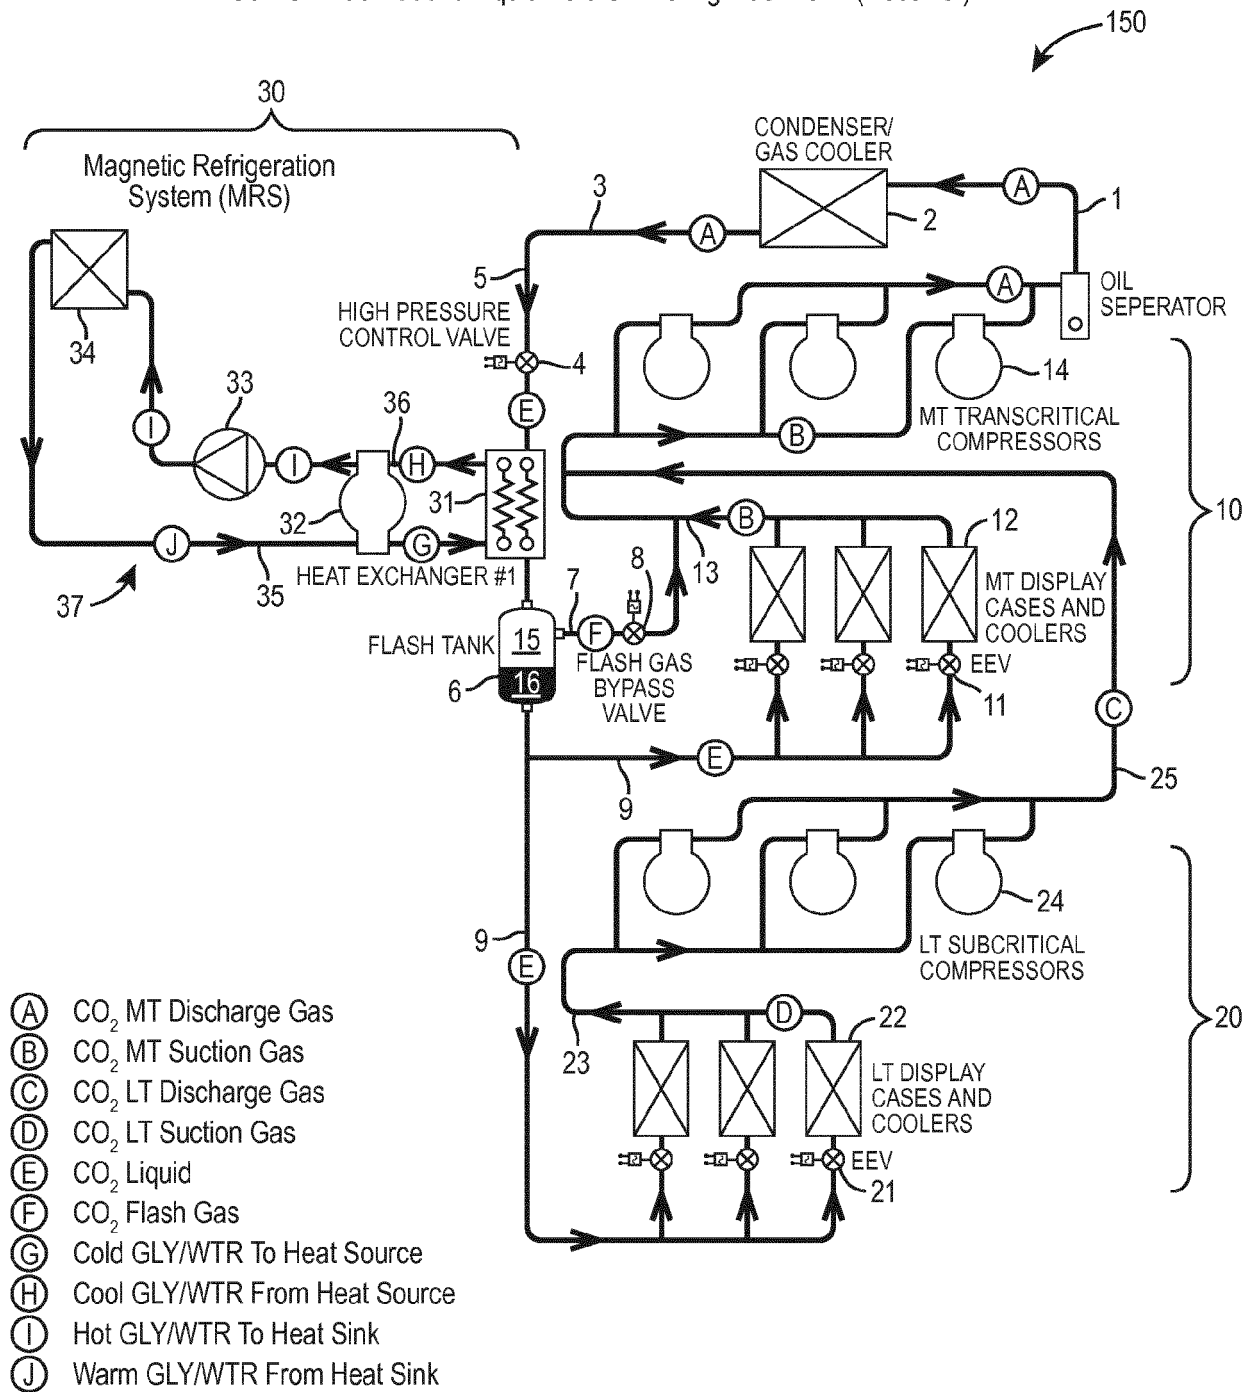 150
30
Magnetic Refrigeration
System (MRS)
CONDENSER/
GAS COOLER
A
1
3
A
2
5
A
OIL
SEPERATOR
HIGH PRESSURE
CONTROL VALVE
4
34
14
33
36
E
MT TRANSCRITICAL
COMPRESSORS
I
I
H
B
31
10
32
B
12
J
G
13
HEAT EXCHANGER #1
8
35
37
7
MT DISPLAY
CASES AND
COOLERS
FLASH TANK
15
F
FLASH GAS
BYPASS
VALVE
EEV
6
16
11
C
E
9
25
24
9
LT SUBCRITICAL
COMPRESSORS
E
20
D
22
23
LT DISPLAY
CASES AND
COOLERS
EEV
21
A CO2 MT Discharge Gas
B CO2 MT Suction Gas
C CO2 LT Discharge Gas
D CO2 LT Suction Gas
E CO2 Liquid
F CO2 Flash Gas
G Cold GLY/WTR To Heat Source
H Cool GLY/WTR From Heat Source
I Hot GLY/WTR To Heat Sink
J Warm GLY/WTR From Heat Sink